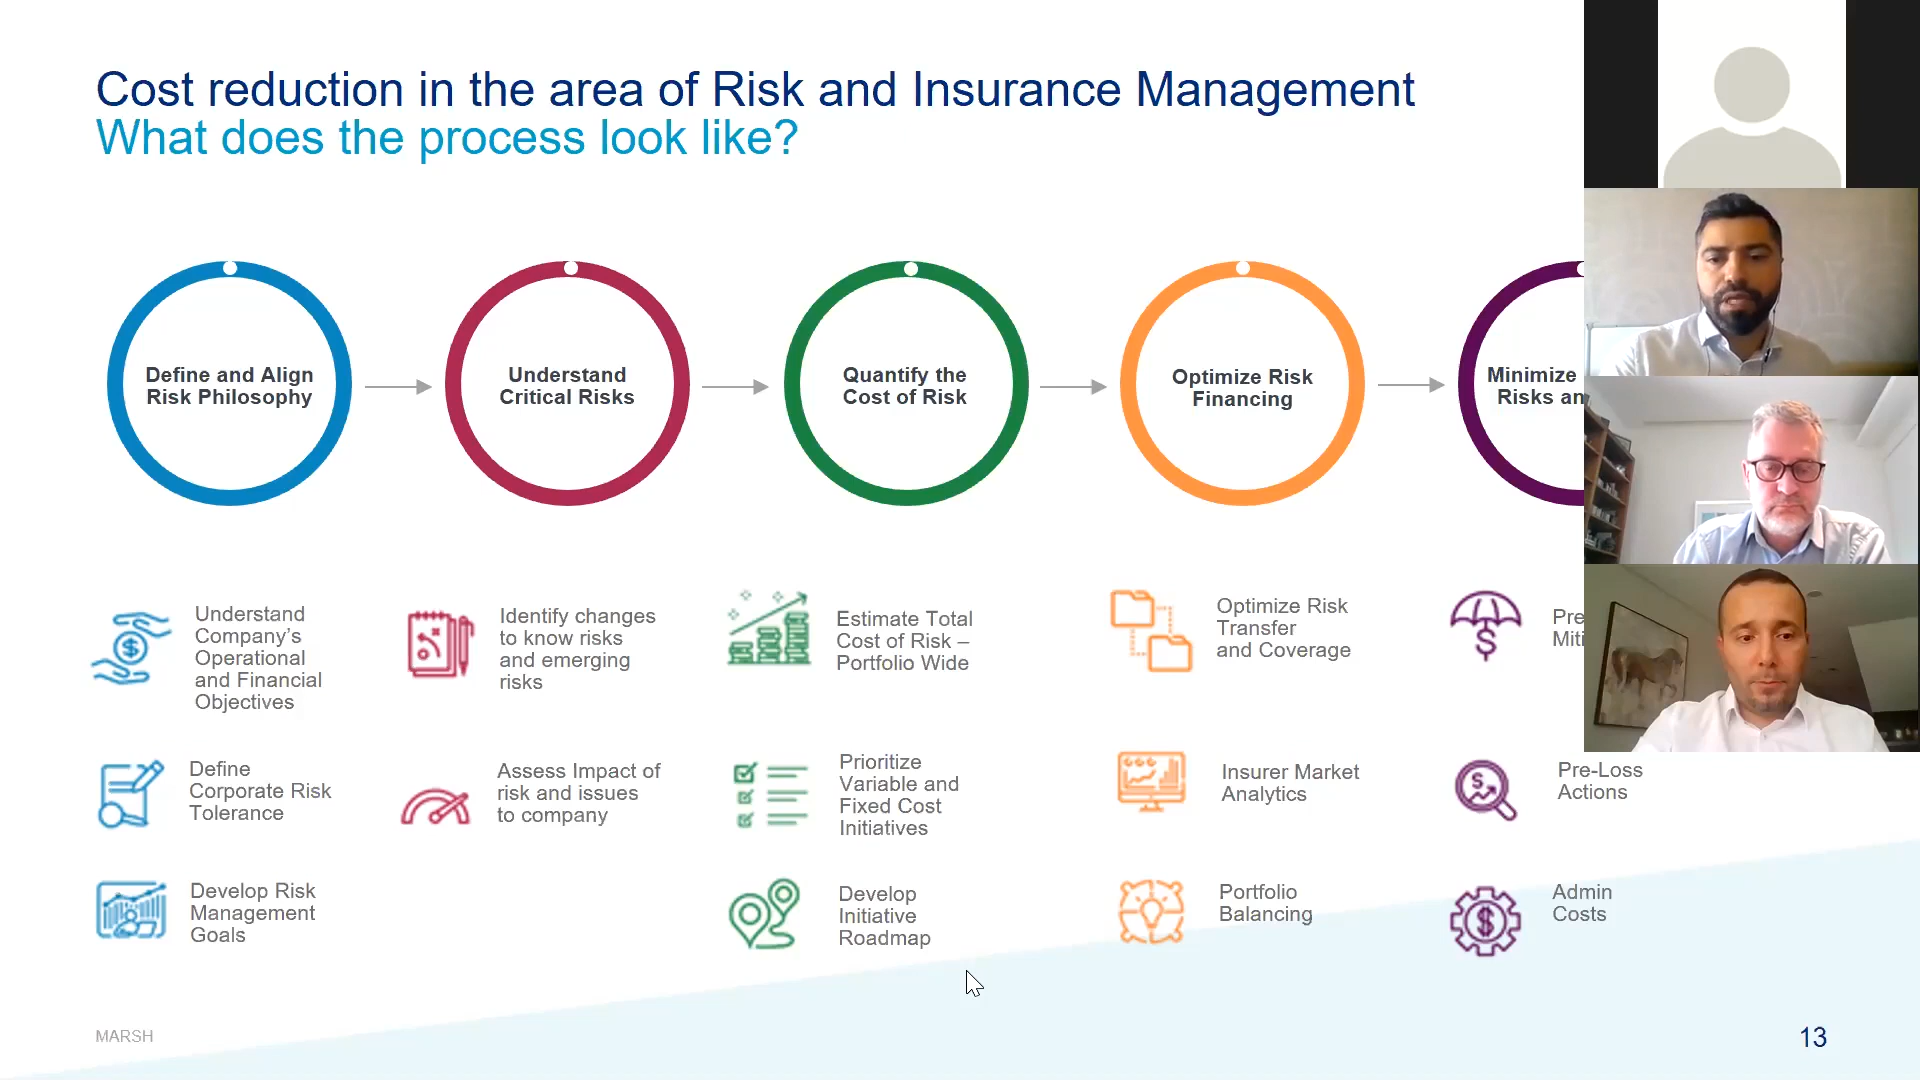 Cost reduction in the area of Risk and Insurance Management
What does the process look like?
Define and Align
Risk Philosophy
Understand
Critical Risks
Quantify the
Cost of Risk
Optimize Risk
Financing
Minimize
Risks
Understand
Company’s
Operational
and Financial
Objectives
Define
Corporate Risk
Tolerance
Develop Risk
Management
Goals
Identify changes
to know risks
and emerging
risks
Assess Impact of
risk and issues
to company
Estimate Total
Cost of Risk –
Portfolio Wide
Prioritize
Variable and
Fixed Cost
Initiatives
Develop
Initiative
Roadmap
Optimize Risk
Transfer
and Coverage
Insurer Market
Analytics
Portfolio
Balancing
Pre-Loss
Actions
Admin
Costs
MARSH
13